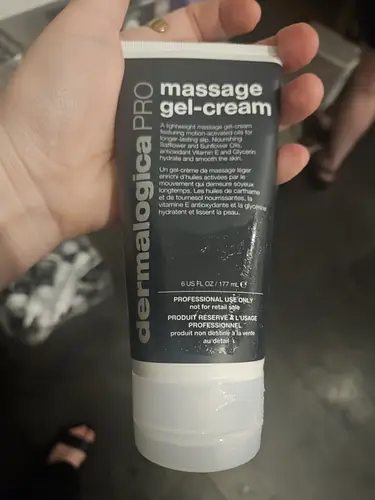 dermalogica PRO
massage
gel-cream
A lightweight massage gel-cream
featuring motion-activated oils for
longer-lasting slip. Nourishing
Safflower and Sunflower Oils,
antioxidant Vitamin E and Glycerin
hydrate and smooth the skin.
Un gel-crème de massage léger
enrichi d'huiles activées par le
mouvement qui demeure soyeux
longtemps. Les huiles de carthame
et de tournesol nourrissantes, la
vitamine E antioxydante et la glycérine
hydratent et lissent la peau.
6 US FL OZ / 177 mL e
PROFESSIONAL USE ONLY
not for retail sale
PRODUIT RÉSERVÉ À L'USAGE
PROFESSIONNEL
produit non destiné à la vente
au détail